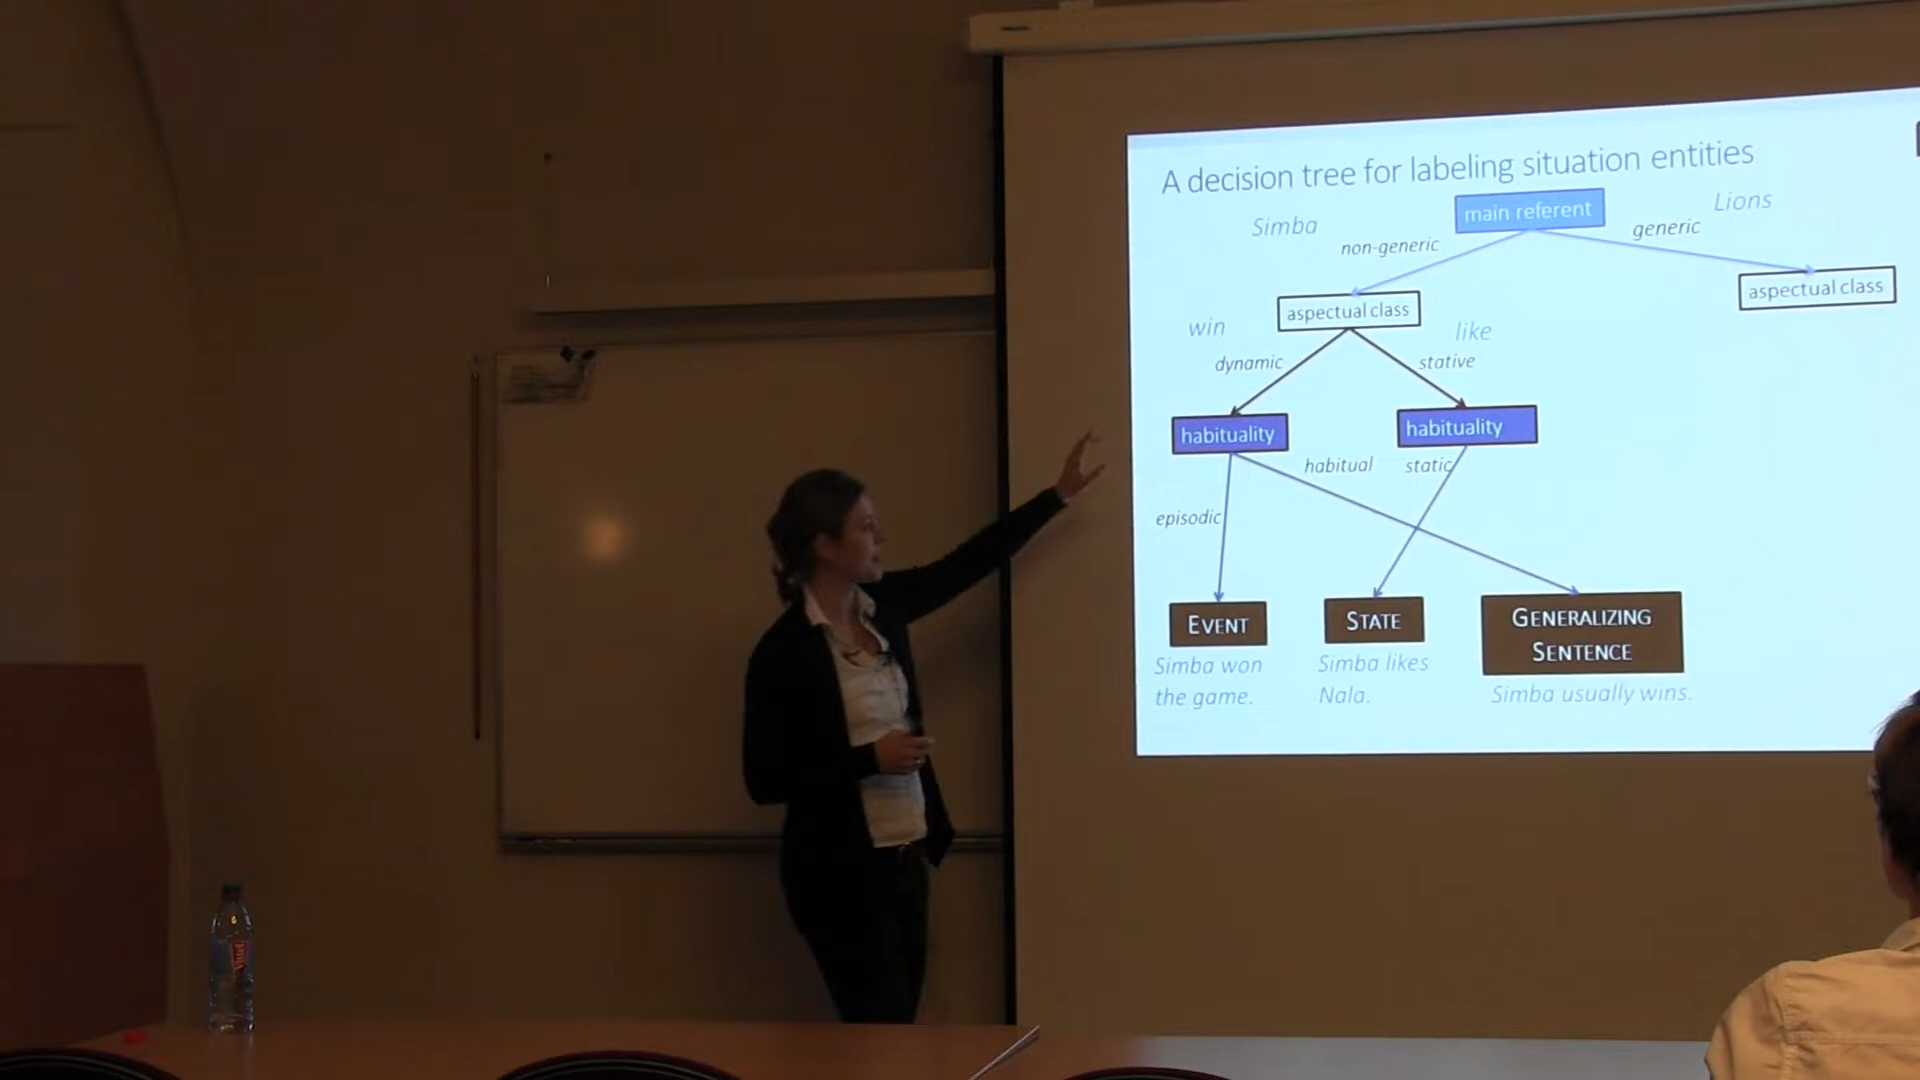 A decision tree for labeling situation entities
Simba
main referent
Lions
non-generic
generic
aspectual class
aspectual class
win
like
dynamic
stative
habituality
habituality
habitual
static
episodic
EVENT
STATE
GENERALIZING
SENTENCE
Simba won
the game.
Simba likes
Nala.
Simba usually wins.
Vittel